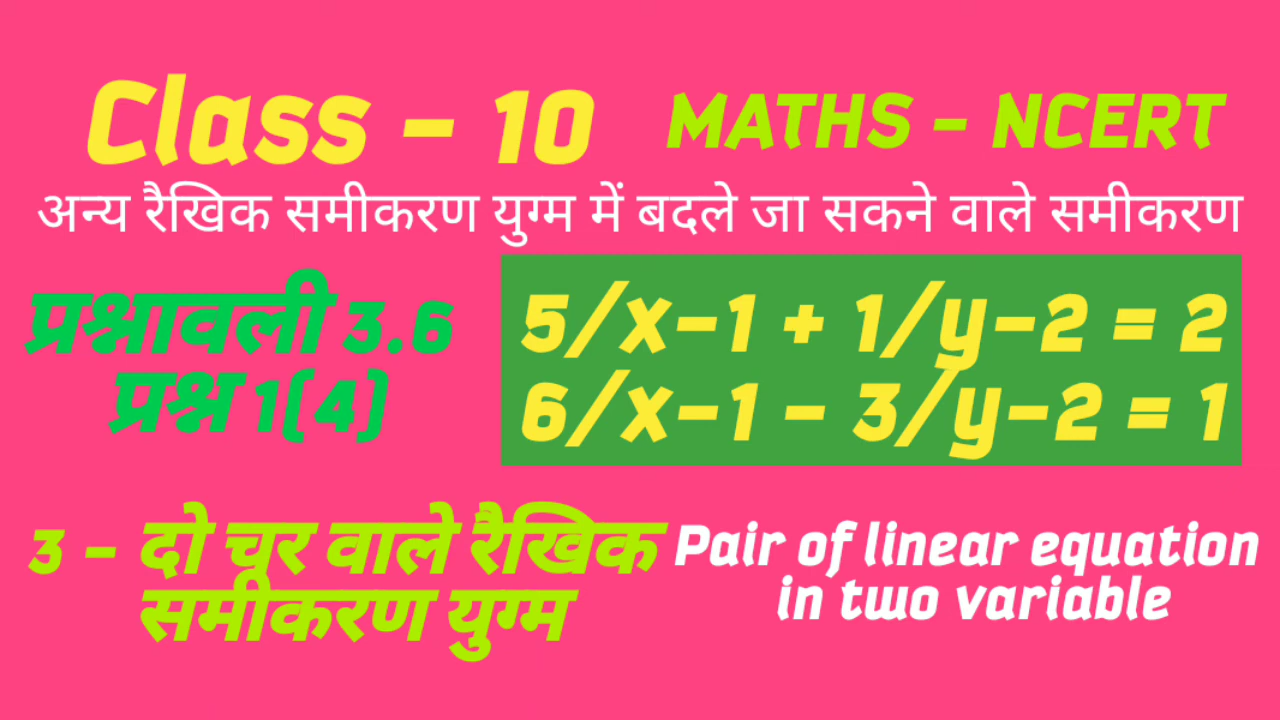 Class - 10 MATHS - NCERT
अन्य रैखिक समीकरण युग्म में बदले जा सकने वाले समीकरण
प्रश्नावली 3.6
प्रश्न 1(4)
5/x-1 + 1/y-2 = 2
6/x-1 - 3/y-2 = 1
3 - दो चर वाले रैखिक
समीकरण युग्म
Pair of linear equation
in two variable